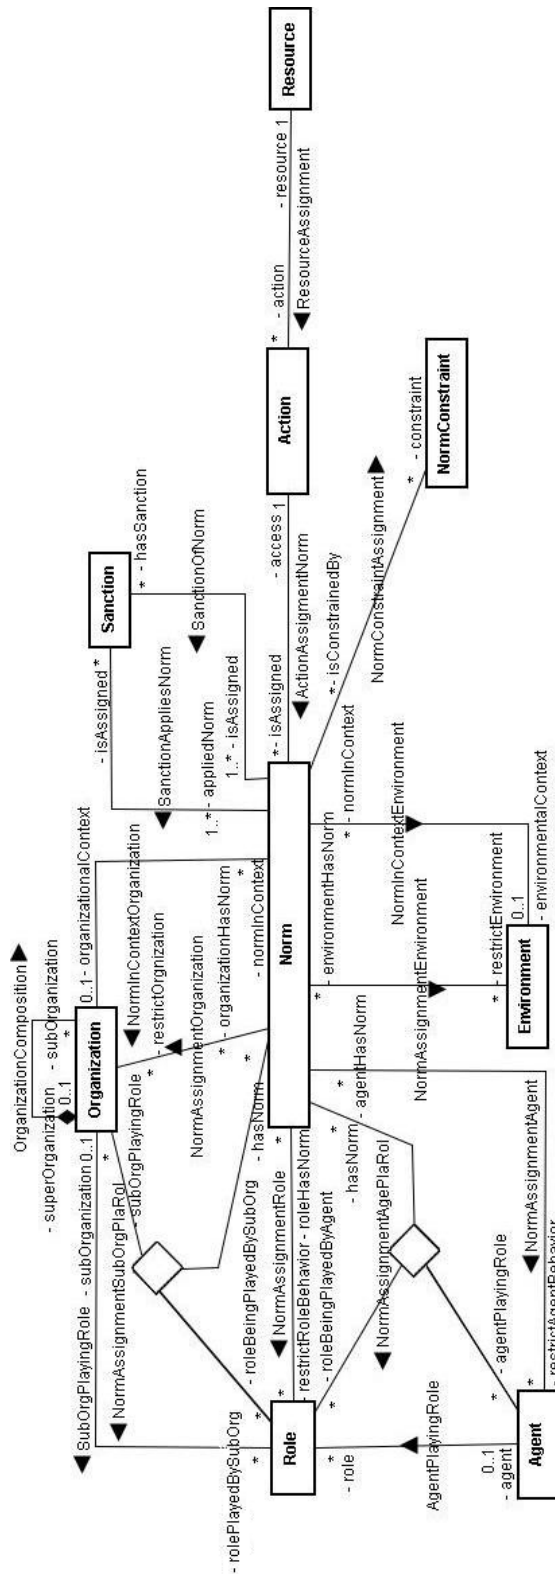 OrganizationComposition
- superOrganization
0..1
- subOrganization
*
Organization
SubOrgPlayingRole
- subOrganization 0..1
NormAssignmentSubOrgPlaRol
*
- subOrgPlayingRole
0..1 - organizationalContext
NormInContextOrganization
* - restrictOrgnization
NormAssignmentOrganization
* - organizationHasNorm
*
- normInContext
Sanction
- isAssigned *
* - hasSanction
SanctionAppliesNorm
SanctionOfNorm
1..* - appliedNorm
1..* - isAssigned
Resource
- resource 1
ResourceAssignment
* - action
Action
- access 1
ActionAssigmentNorm
*- isAssigned
Norm
*
- hasNorm
- rolePlayedBySubOrg
*
*
- roleBeingPlayedBySubOrg
NormAssignmentRole
*
*
- restrictRoleBehavior - roleHasNorm
Role
*
- role
*
- roleBeingPlayedByAgent
NormAssignmentAgePlaRol
- hasNorm
*
*
- agentHasNorm
AgentPlayingRole
0..1
- agent
*
- agentPlayingRole
NormAssignmentAgent
*
- restrictAgentBehavior
Agent
* - environmentHasNorm
NormAssignmentEnvironment
* - restrictEnvironment
* - normInContext
NormInContextEnvironment
0..1
- environmentalContext
Environment
*- isConstrainedBy
NormConstraintAssignment
* - constraint
NormConstraint